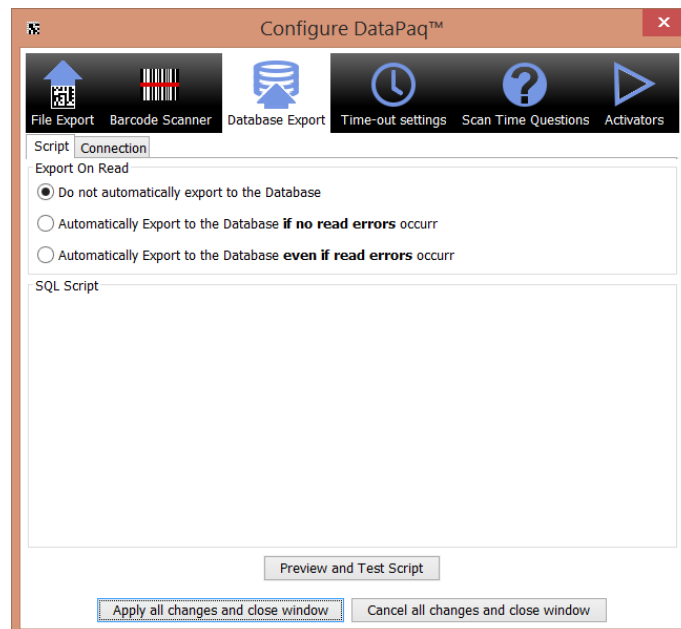 Configure DataPaq™
File Export Barcode Scanner Database Export Time-out settings Scan Time Questions Activators
Script Connection
Export On Read
Do not automatically export to the Database
Automatically Export to the Database if no read errors occurr
Automatically Export to the Database even if read errors occurr
SQL Script
Preview and Test Script
Apply all changes and close window Cancel all changes and close window